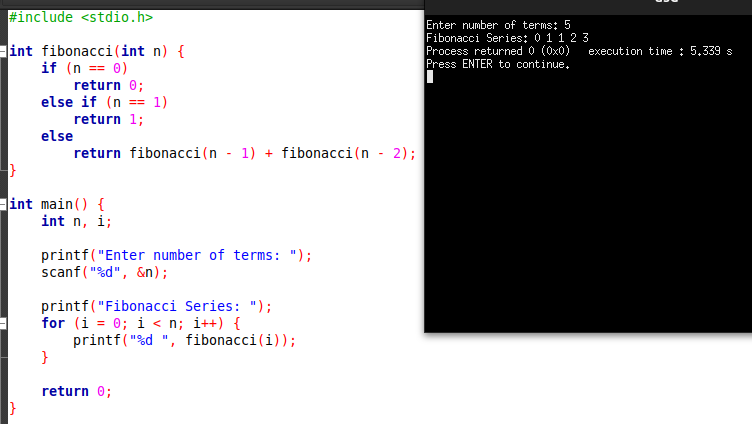 #include <stdio.h>
int fibonacci(int n) {
if (n == 0)
return 0;
else if (n == 1)
return 1;
else
return fibonacci(n - 1) + fibonacci(n - 2);
}
int main() {
int n, i;
printf("Enter number of terms: ");
scanf("%d", &n);
printf("Fibonacci Series: ");
for (i = 0; i < n; i++) {
printf("%d ", fibonacci(i));
}
return 0;
}
Enter number of terms: 5
Fibonacci Series: 0 1 1 2 3
Process returned 0 (0x0)   execution time : 5.339 s
Press ENTER to continue.